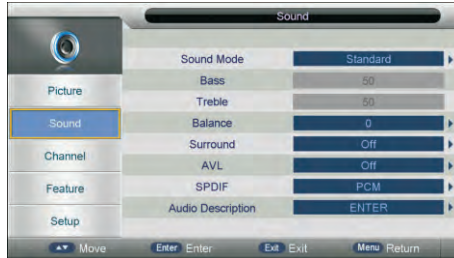 Sound
Picture
Sound
Channel
Feature
Setup
Sound Mode Standard
Bass 50
Treble 50
Balance 0
Surround Off
AVL Off
SPDIF PCM
Audio Description ENTER
▲▼ Move Enter Enter Exit Exit Menu Return